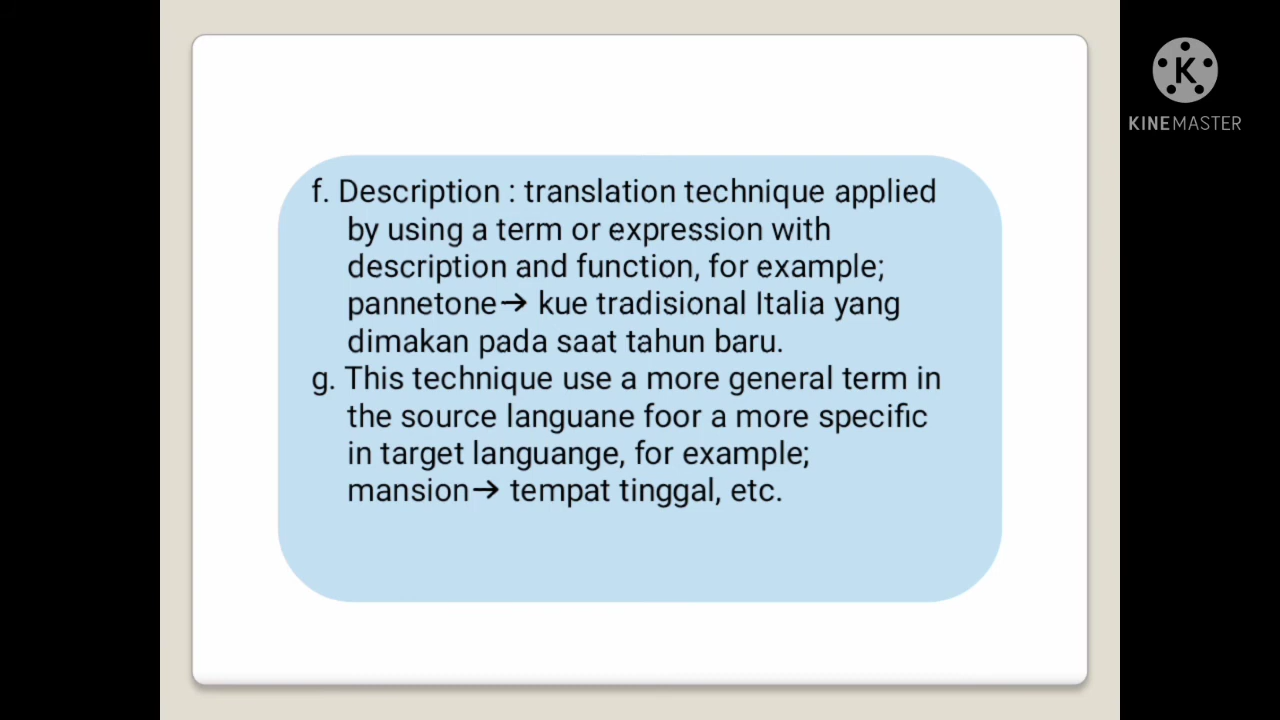 f. Description : translation technique applied
by using a term or expression with
description and function, for example;
pannetone→ kue tradisional Italia yang
dimakan pada saat tahun baru.
g. This technique use a more general term in
the source languane foor a more specific
in target languange, for example;
mansion→ tempat tinggal, etc.
K
KINEMASTER